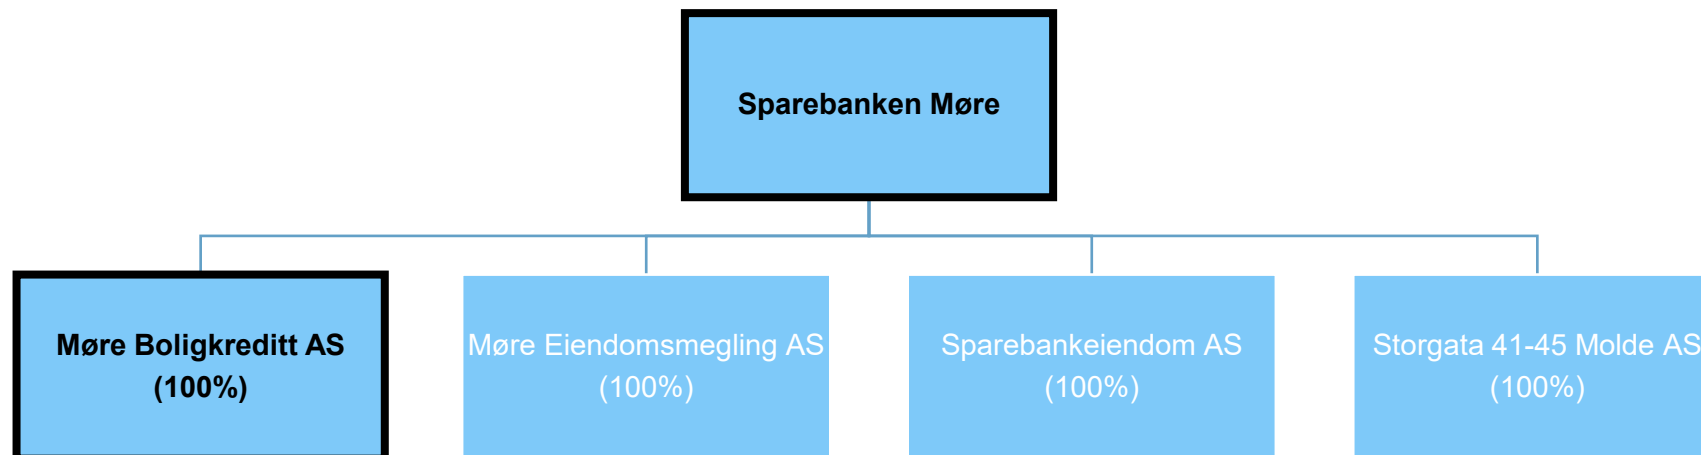 Sparebanken Møre
Møre Boligkreditt AS
(100%)
Møre Eiendomsmegling AS
(100%)
Sparebankeiendom AS
(100%)
Storgata 41-45 Molde AS
(100%)